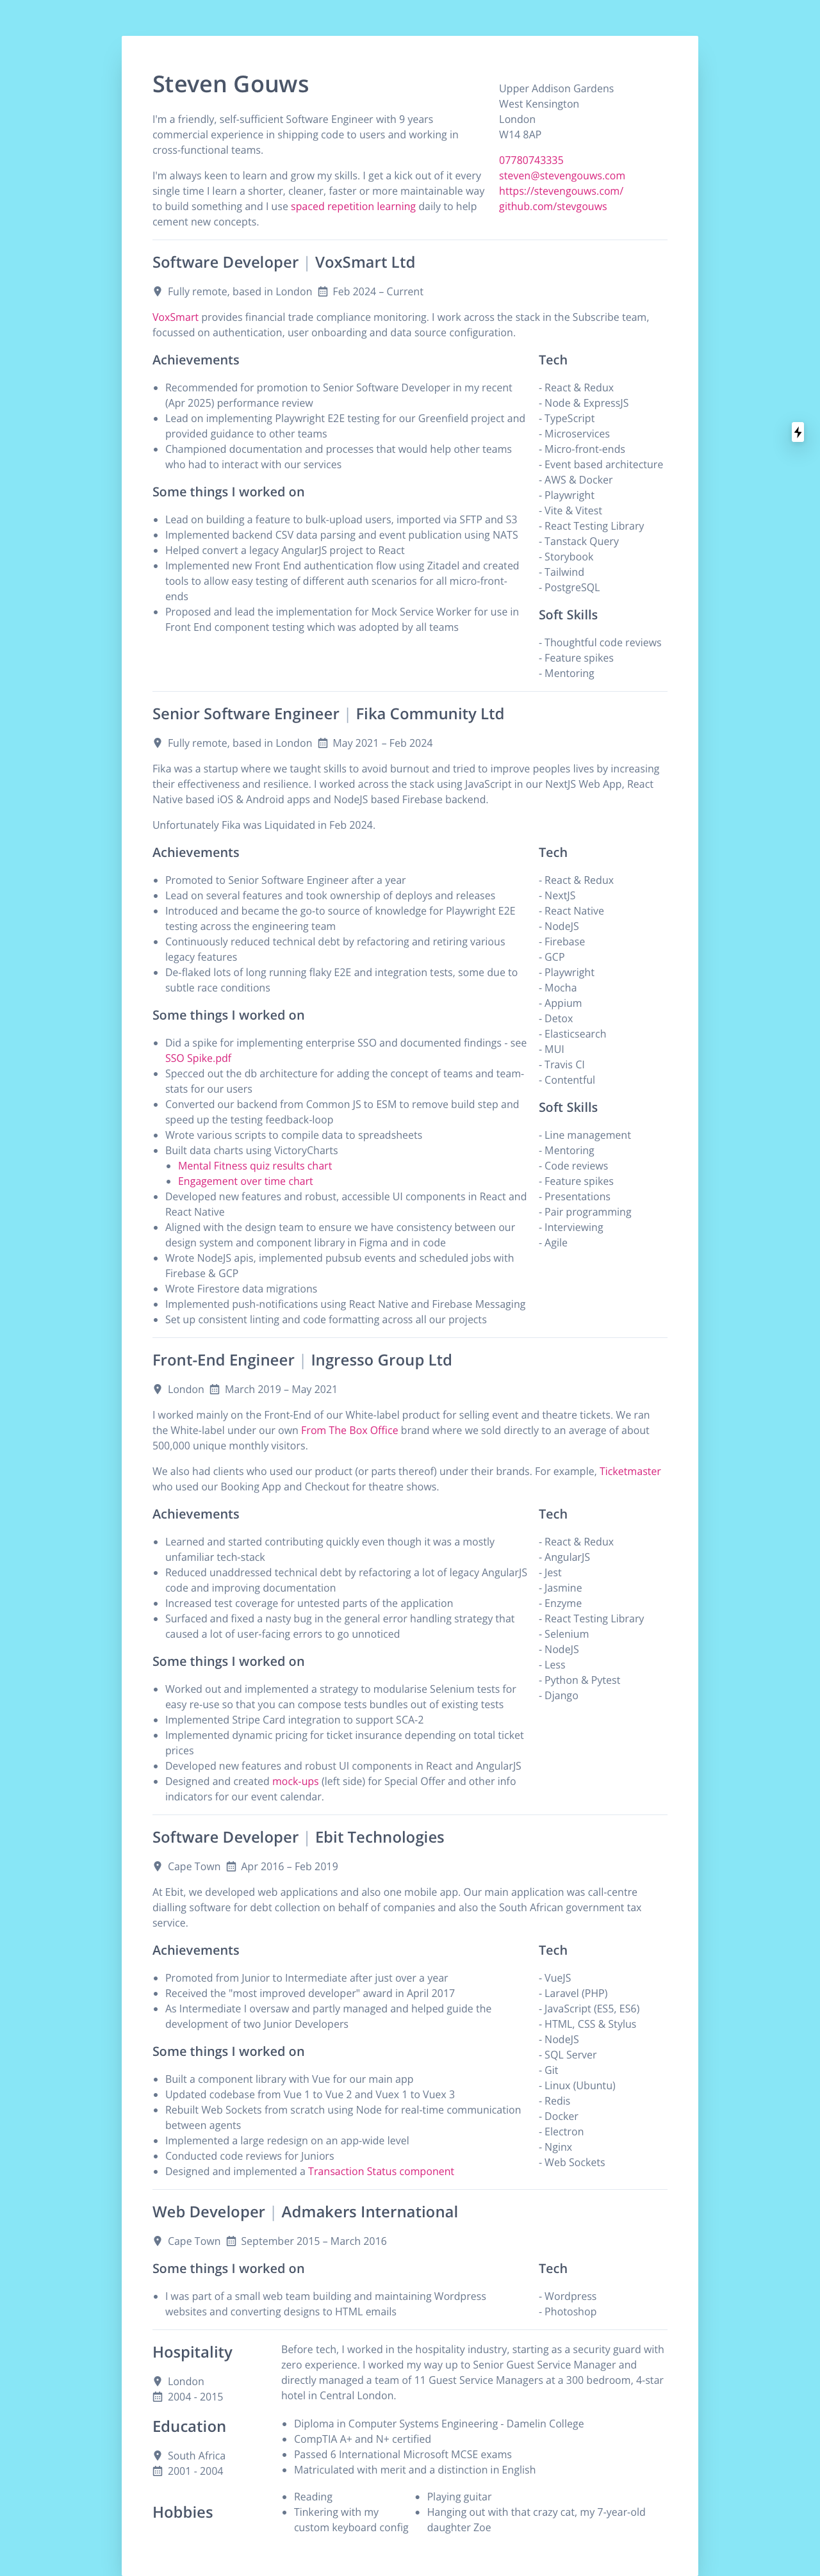 Steven Gouws
I'm a friendly, self-sufficient Software Engineer with 9 years
commercial experience in shipping code to users and working in
cross-functional teams.
I'm always keen to learn and grow my skills. I get a kick out of it every
single time I learn a shorter, cleaner, faster or more maintainable way
to build something and I use spaced repetition learning daily to help
cement new concepts.
Upper Addison Gardens
West Kensington
London
W14 8AP
07780743335
steven@stevengouws.com
https://stevengouws.com/
github.com/stevgouws
Software Developer | VoxSmart Ltd
Fully remote, based in London Feb 2024 – Current
VoxSmart provides financial trade compliance monitoring. I work across the stack in the Subscribe team,
focussed on authentication, user onboarding and data source configuration.
Achievements
• Recommended for promotion to Senior Software Developer in my recent
(Apr 2025) performance review
• Lead on implementing Playwright E2E testing for our Greenfield project and
provided guidance to other teams
• Championed documentation and processes that would help other teams
who had to interact with our services
Some things I worked on
• Lead on building a feature to bulk-upload users, imported via SFTP and S3
• Implemented backend CSV data parsing and event publication using NATS
• Helped convert a legacy AngularJS project to React
• Implemented new Front End authentication flow using Zitadel and created
tools to allow easy testing of different auth scenarios for all micro-front-
ends
• Proposed and lead the implementation for Mock Service Worker for use in
Front End component testing which was adopted by all teams
Tech
- React & Redux
- Node & ExpressJS
- TypeScript
- Microservices
- Micro-front-ends
- Event based architecture
- AWS & Docker
- Playwright
- Vite & Vitest
- React Testing Library
- Tanstack Query
- Storybook
- Tailwind
- PostgreSQL
Soft Skills
- Thoughtful code reviews
- Feature spikes
- Mentoring
Senior Software Engineer | Fika Community Ltd
Fully remote, based in London May 2021 – Feb 2024
Fika was a startup where we taught skills to avoid burnout and tried to improve peoples lives by increasing
their effectiveness and resilience. I worked across the stack using JavaScript in our NextJS Web App, React
Native based iOS & Android apps and NodeJS based Firebase backend.
Unfortunately Fika was Liquidated in Feb 2024.
Achievements
• Promoted to Senior Software Engineer after a year
• Lead on several features and took ownership of deploys and releases
• Introduced and became the go-to source of knowledge for Playwright E2E
testing across the engineering team
• Continuously reduced technical debt by refactoring and retiring various
legacy features
• De-flaked lots of long running flaky E2E and integration tests, some due to
subtle race conditions
Some things I worked on
• Did a spike for implementing enterprise SSO and documented findings - see
SSO Spike.pdf
• Specced out the db architecture for adding the concept of teams and team-
stats for our users
• Converted our backend from Common JS to ESM to remove build step and
speed up the testing feedback-loop
• Wrote various scripts to compile data to spreadsheets
• Built data charts using VictoryCharts
• Mental Fitness quiz results chart
• Engagement over time chart
• Developed new features and robust, accessible UI components in React and
React Native
• Aligned with the design team to ensure we have consistency between our
design system and component library in Figma and in code
• Wrote NodeJS apis, implemented pubsub events and scheduled jobs with
Firebase & GCP
• Wrote Firestore data migrations
• Implemented push-notifications using React Native and Firebase Messaging
• Set up consistent linting and code formatting across all our projects
Tech
- React & Redux
- NextJS
- React Native
- NodeJS
- Firebase
- GCP
- Playwright
- Mocha
- Appium
- Detox
- Elasticsearch
- MUI
- Travis CI
- Contentful
Soft Skills
- Line management
- Mentoring
- Code reviews
- Feature spikes
- Presentations
- Pair programming
- Interviewing
- Agile
Front-End Engineer | Ingresso Group Ltd
London March 2019 – May 2021
I worked mainly on the Front-End of our White-label product for selling event and theatre tickets. We ran
the White-label under our own From The Box Office brand where we sold directly to an average of about
500,000 unique monthly visitors.
We also had clients who used our product (or parts thereof) under their brands. For example, Ticketmaster
who used our Booking App and Checkout for theatre shows.
Achievements
• Learned and started contributing quickly even though it was a mostly
unfamiliar tech-stack
• Reduced unaddressed technical debt by refactoring a lot of legacy AngularJS
code and improving documentation
• Increased test coverage for untested parts of the application
• Surfaced and fixed a nasty bug in the general error handling strategy that
caused a lot of user-facing errors to go unnoticed
Some things I worked on
• Worked out and implemented a strategy to modularise Selenium tests for
easy re-use so that you can compose tests bundles out of existing tests
• Implemented Stripe Card integration to support SCA-2
• Implemented dynamic pricing for ticket insurance depending on total ticket
prices
• Developed new features and robust UI components in React and AngularJS
• Designed and created mock-ups (left side) for Special Offer and other info
indicators for our event calendar.
Tech
- React & Redux
- AngularJS
- Jest
- Jasmine
- Enzyme
- React Testing Library
- Selenium
- NodeJS
- Less
- Python & Pytest
- Django
Software Developer | Ebit Technologies
Cape Town Apr 2016 – Feb 2019
At Ebit, we developed web applications and also one mobile app. Our main application was call-centre
dialling software for debt collection on behalf of companies and also the South African government tax
service.
Achievements
• Promoted from Junior to Intermediate after just over a year
• Received the "most improved developer" award in April 2017
• As Intermediate I oversaw and partly managed and helped guide the
development of two Junior Developers
Some things I worked on
• Built a component library with Vue for our main app
• Updated codebase from Vue 1 to Vue 2 and Vuex 1 to Vuex 3
• Rebuilt Web Sockets from scratch using Node for real-time communication
between agents
• Implemented a large redesign on an app-wide level
• Conducted code reviews for Juniors
• Designed and implemented a Transaction Status component
Tech
- VueJS
- Laravel (PHP)
- JavaScript (ES5, ES6)
- HTML, CSS & Stylus
- NodeJS
- SQL Server
- Git
- Linux (Ubuntu)
- Redis
- Docker
- Electron
- Nginx
- Web Sockets
Web Developer | Admakers International
Cape Town September 2015 – March 2016
Some things I worked on
• I was part of a small web team building and maintaining Wordpress
websites and converting designs to HTML emails
Tech
- Wordpress
- Photoshop
Hospitality
London
2004 - 2015
Before tech, I worked in the hospitality industry, starting as a security guard with
zero experience. I worked my way up to Senior Guest Service Manager and
directly managed a team of 11 Guest Service Managers at a 300 bedroom, 4-star
hotel in Central London.
Education
South Africa
2001 - 2004
• Diploma in Computer Systems Engineering - Damelin College
• CompTIA A+ and N+ certified
• Passed 6 International Microsoft MCSE exams
• Matriculated with merit and a distinction in English
Hobbies
• Reading
• Tinkering with my
custom keyboard config
• Playing guitar
• Hanging out with that crazy cat, my 7-year-old
daughter Zoe